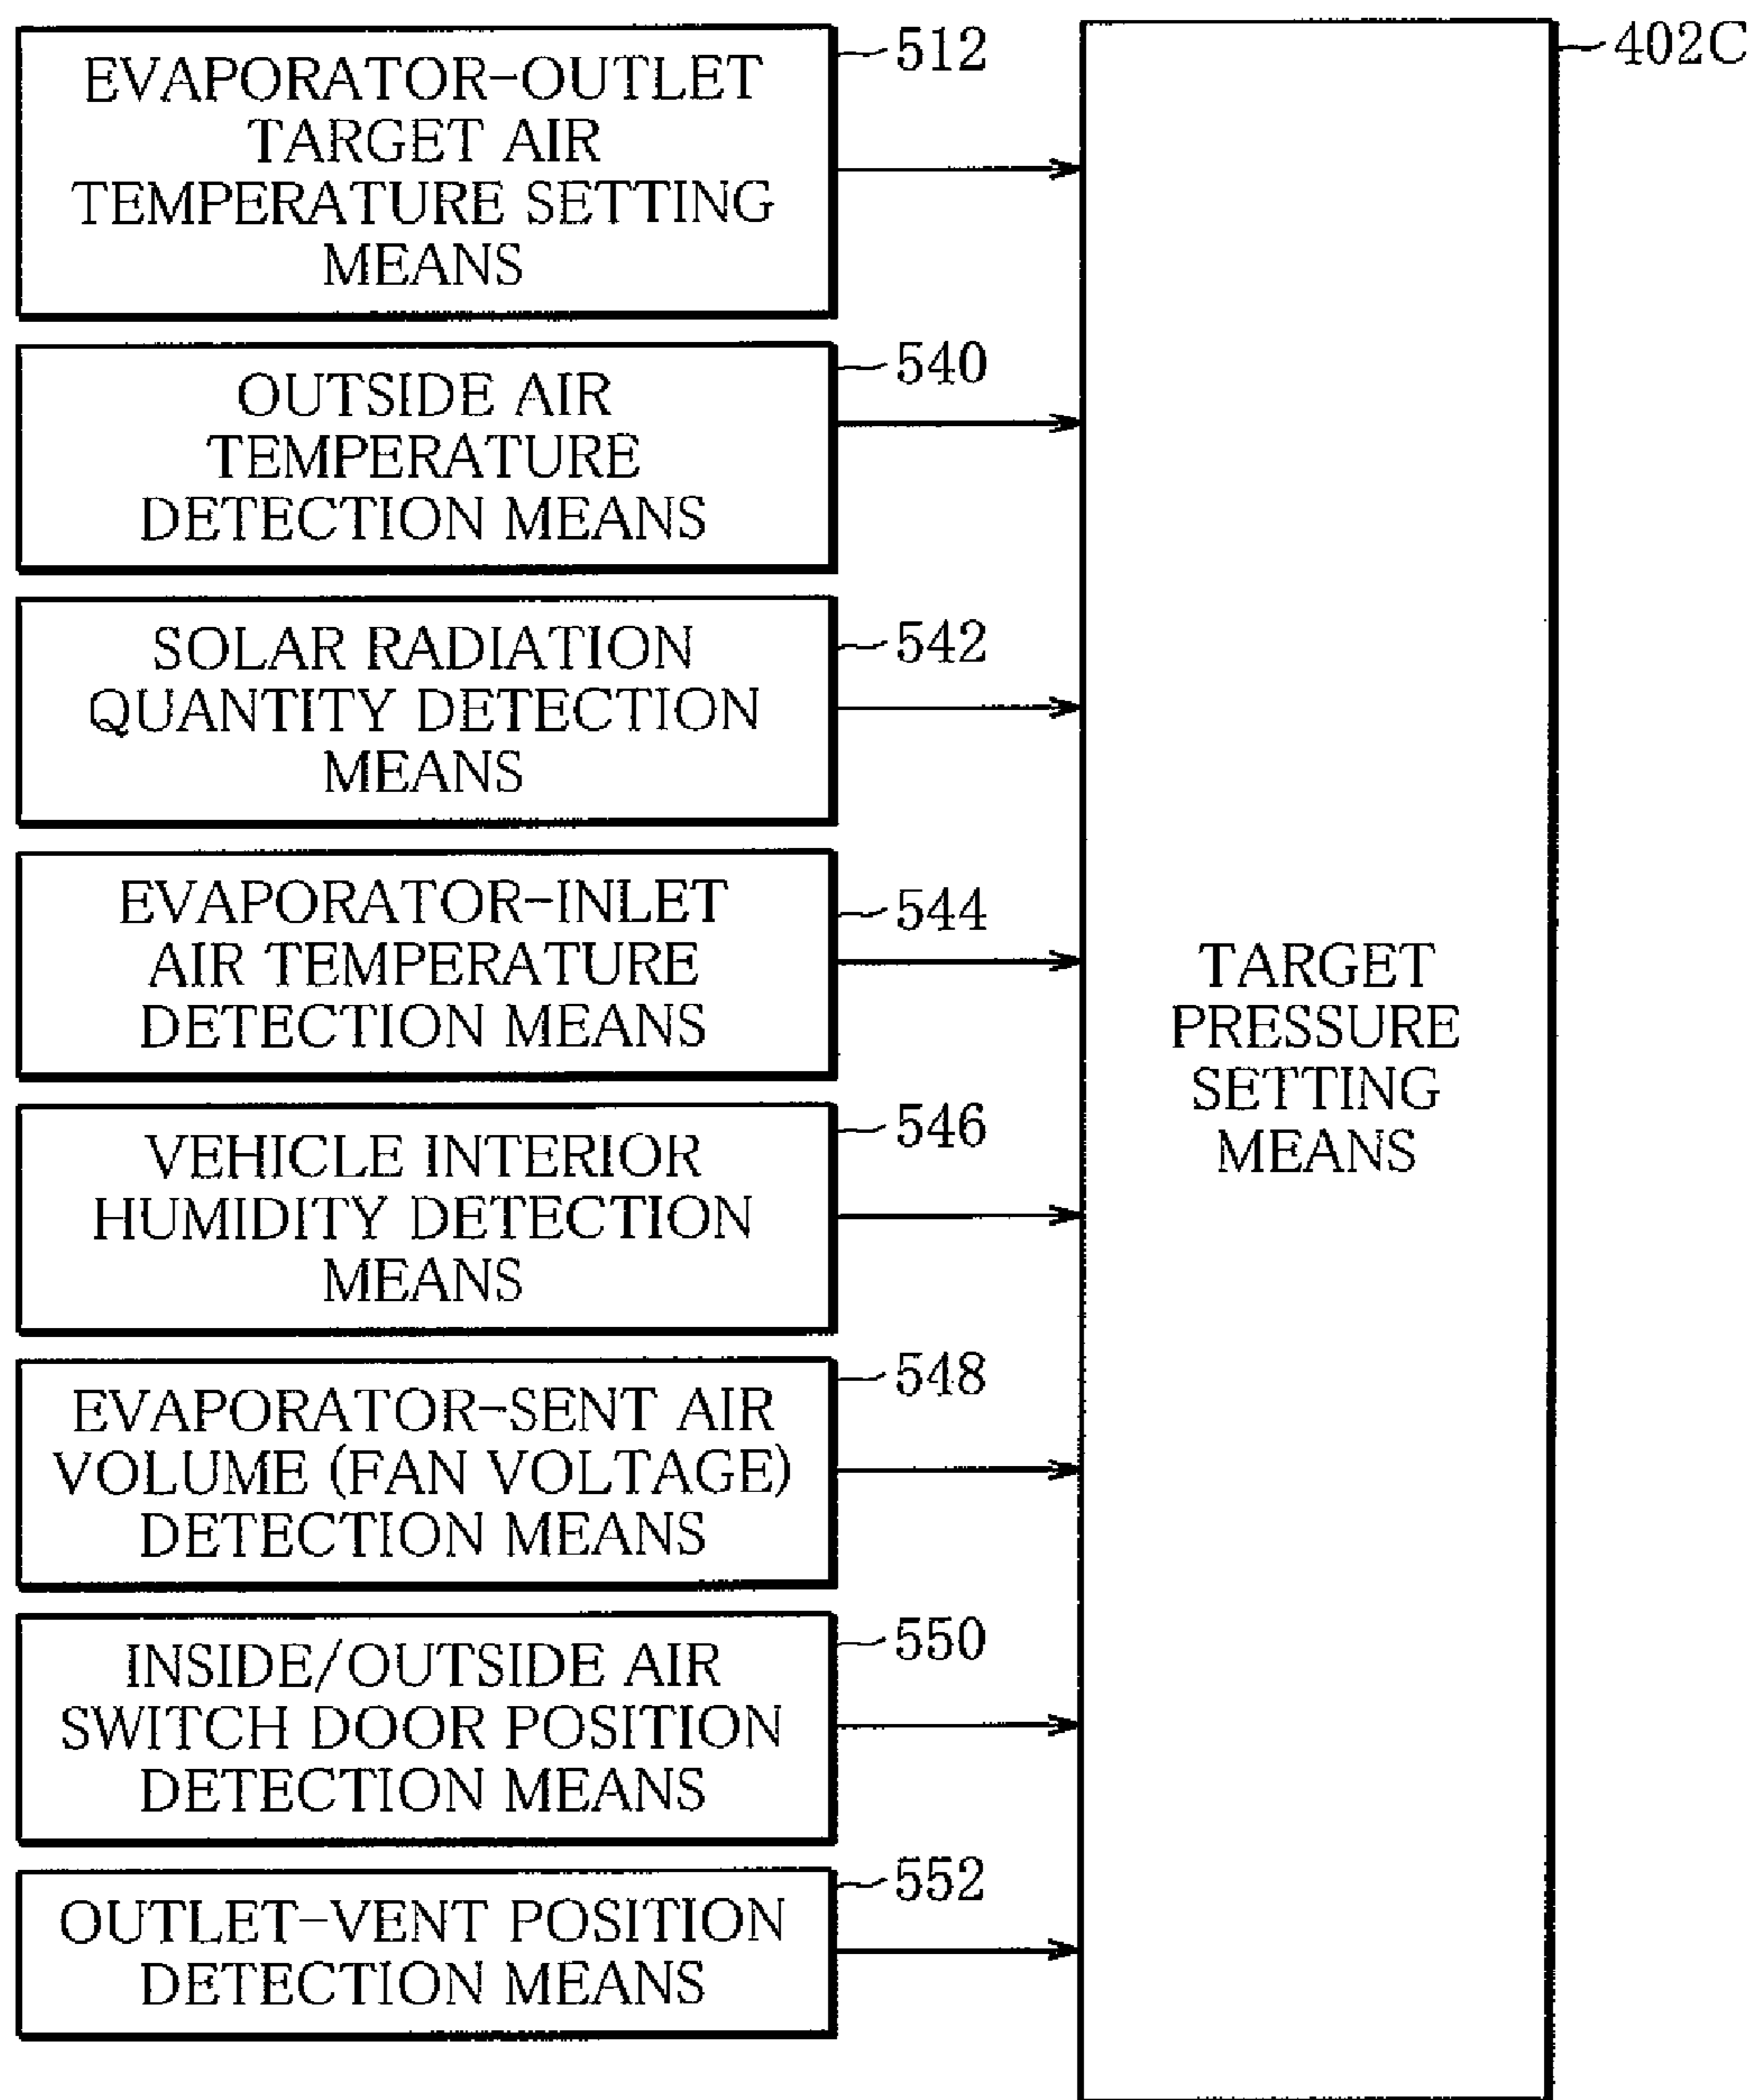 EVAPORATOR-OUTLET
TARGET AIR
TEMPERATURE SETTING
MEANS
512
OUTSIDE AIR
TEMPERATURE
DETECTION MEANS
540
SOLAR RADIATION
QUANTITY DETECTION
MEANS
542
EVAPORATOR-INLET
AIR TEMPERATURE
DETECTION MEANS
544
VEHICLE INTERIOR
HUMIDITY DETECTION
MEANS
546
EVAPORATOR-SENT AIR
VOLUME (FAN VOLTAGE)
DETECTION MEANS
548
INSIDE/OUTSIDE AIR
SWITCH DOOR POSITION
DETECTION MEANS
550
OUTLET-VENT POSITION
DETECTION MEANS
552
402C
TARGET
PRESSURE
SETTING
MEANS